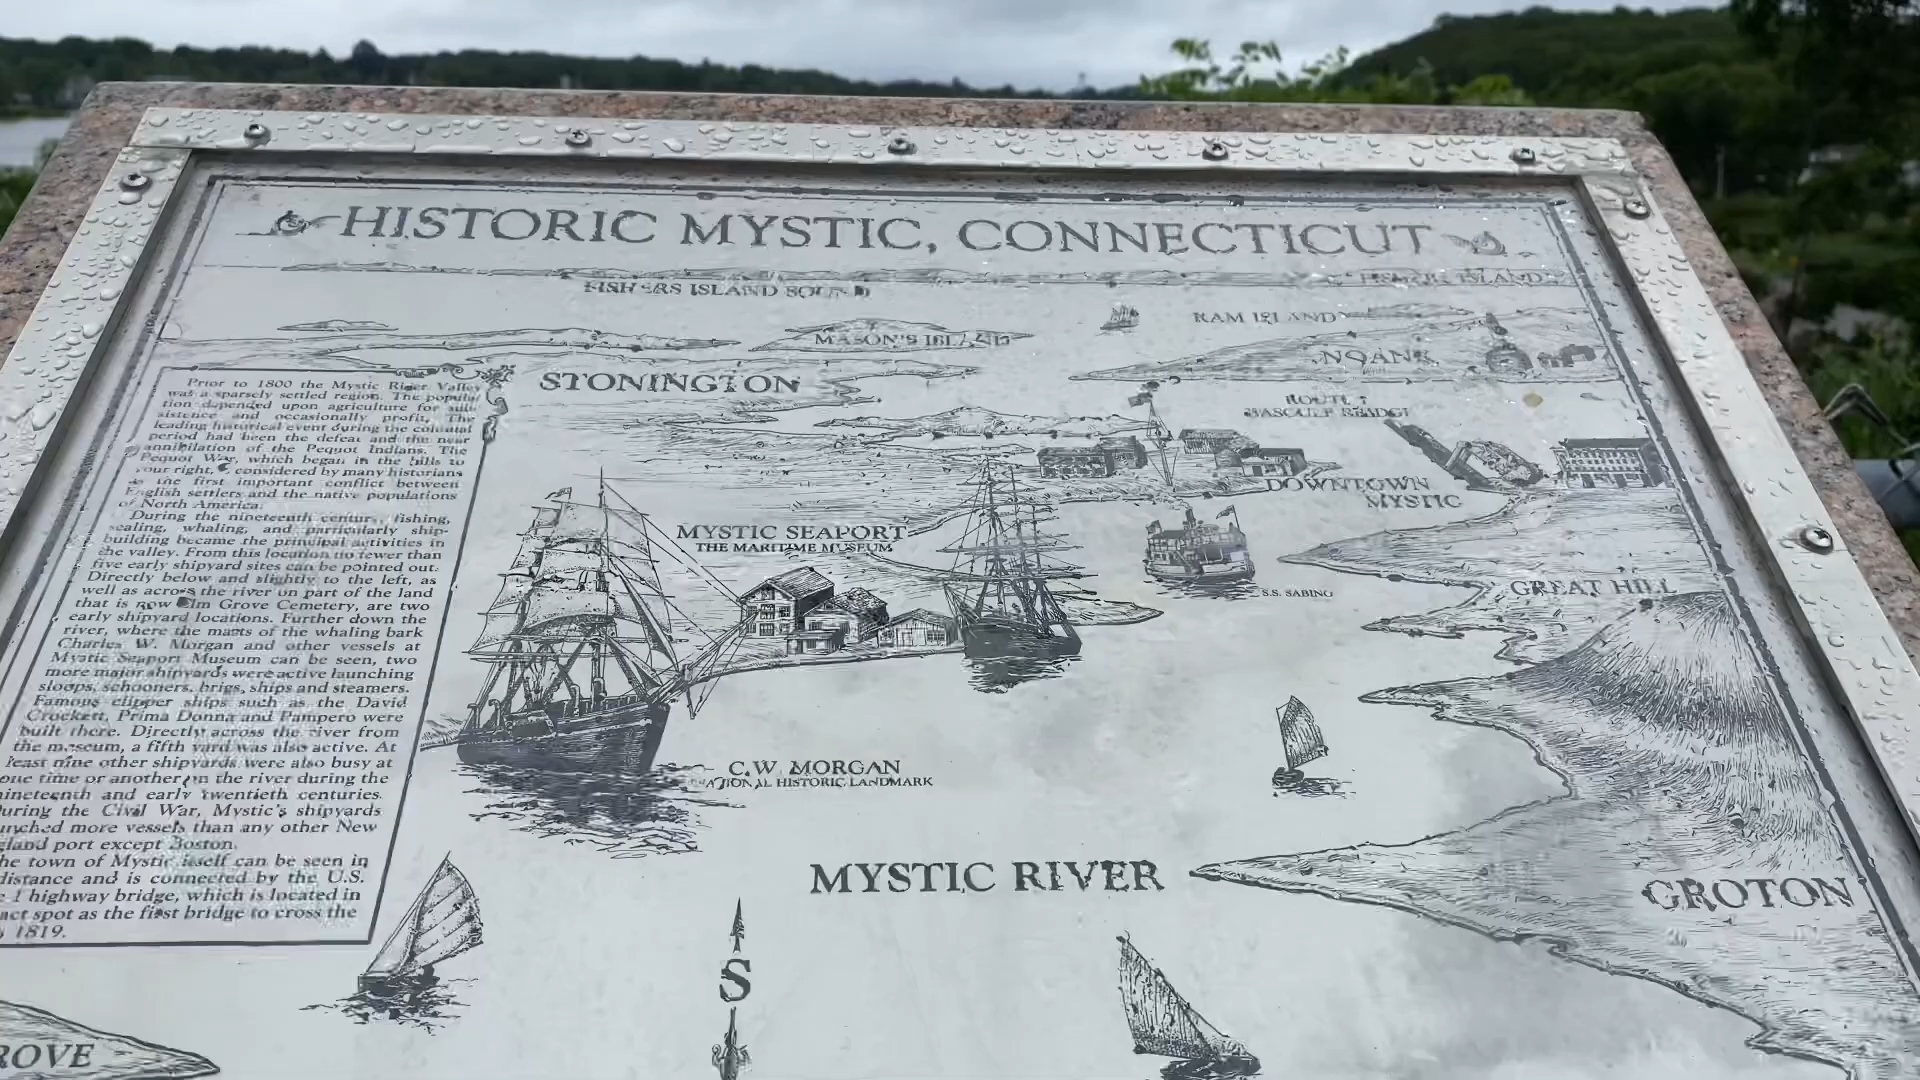 HISTORIC MYSTIC, CONNECTICUT
FISHERS ISLAND
FISHERS ISLAND SOUND
RAM ISLAND
MASON'S ISLAND
NOANK
STONINGTON
ROUTE 1
BASCULE BRIDGE
DOWNTOWN
MYSTIC
MYSTIC SEAPORT
THE MARITIME MUSEUM
GREAT HILL
S.S. SABINO
C.W. MORGAN
NATIONAL HISTORIC LANDMARK
MYSTIC RIVER
GROTON
S
ROVE
Prior to 1800 the Mystic River Valley
was a sparsely settled region. The popula-
tion depended upon agriculture for sub-
sistence and occasionally profit. The
leading historical event during the colonial
period had been the defeat and the near
annihilation of the Pequot Indians. The
Pequot War, which began in the hills to
your right, is considered by many historians
as the first important conflict between
English settlers and the native populations
of North America.
During the nineteenth century, fishing,
sealing, whaling, and particularly ship-
building became the principal activities in
the valley. From this location no fewer than
five early shipyard sites can be pointed out.
Directly below and slightly to the left, as
well as across the river on part of the land
that is now Elm Grove Cemetery, are two
early shipyard locations. Further down the
river, where the masts of the whaling bark
Charles W. Morgan and other vessels at
Mystic Seaport Museum can be seen, two
more major shipyards were active launching
sloops, schooners, brigs, ships and steamers.
Famous clipper ships such as the David
Crockett, Prima Donna and Pampero were
built there. Directly across the river from
the museum, a fifth yard was also active. At
least nine other shipyards were also busy at
one time or another on the river during the
nineteenth and early twentieth centuries.
During the Civil War, Mystic's shipyards
unched more vessels than any other New
gland port except Boston.
he town of Mystic itself can be seen in
distance and is connected by the U.S.
e 1 highway bridge, which is located in
act spot as the first bridge to cross the
1819.